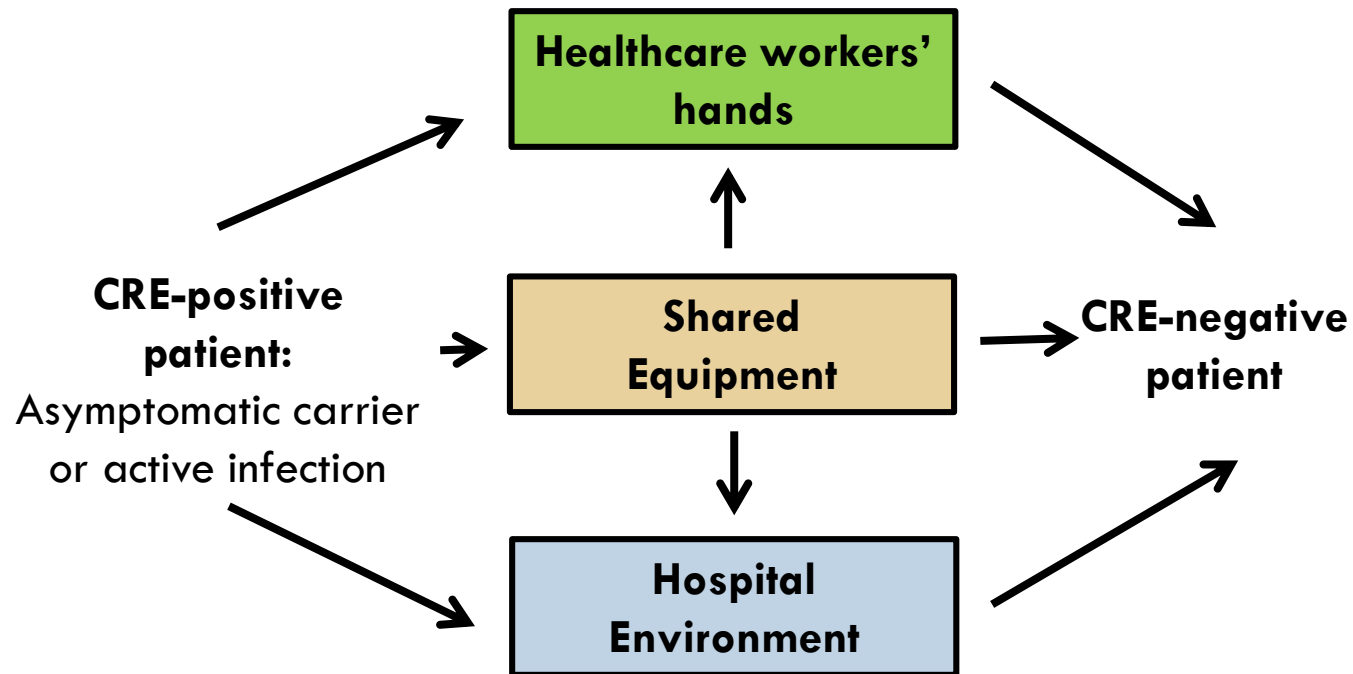 Healthcare workers’
hands
CRE-positive
patient:
Asymptomatic carrier
or active infection
Shared
Equipment
CRE-negative
patient
Hospital
Environment